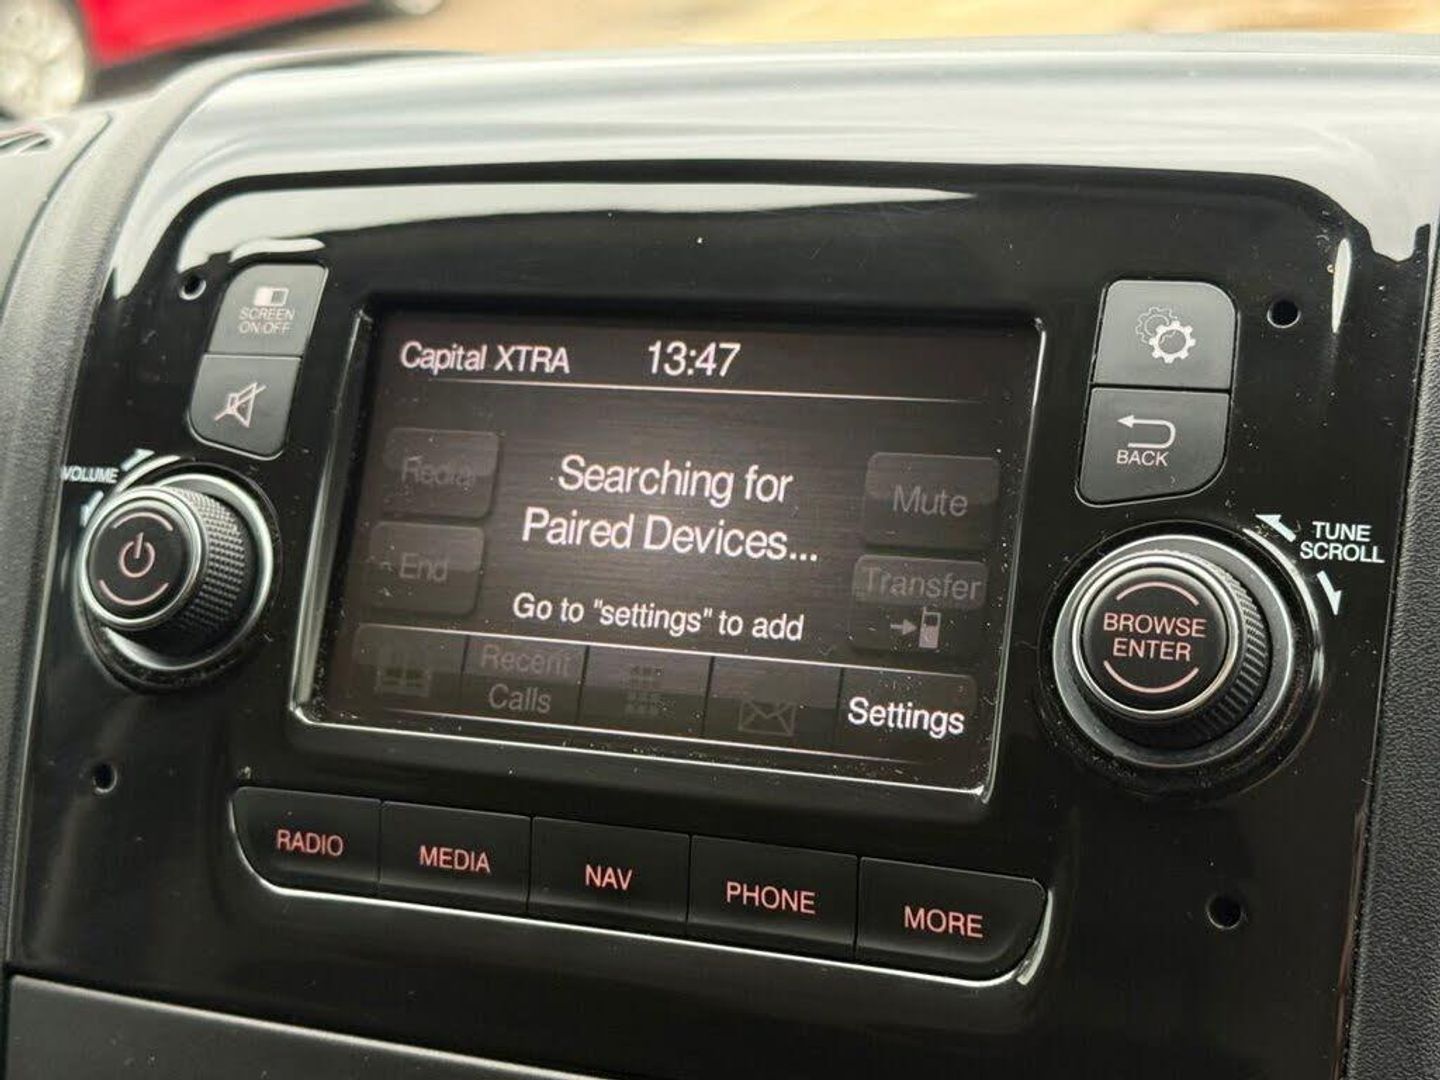 SCREEN
ON/OFF
Capital XTRA
13:47
Searching for
Paired Devices...
Go to "settings" to add
Redial
End
Mute
Transfer
Recent
Calls
Settings
BACK
VOLUME
TUNE
SCROLL
BROWSE
ENTER
RADIO
MEDIA
NAV
PHONE
MORE